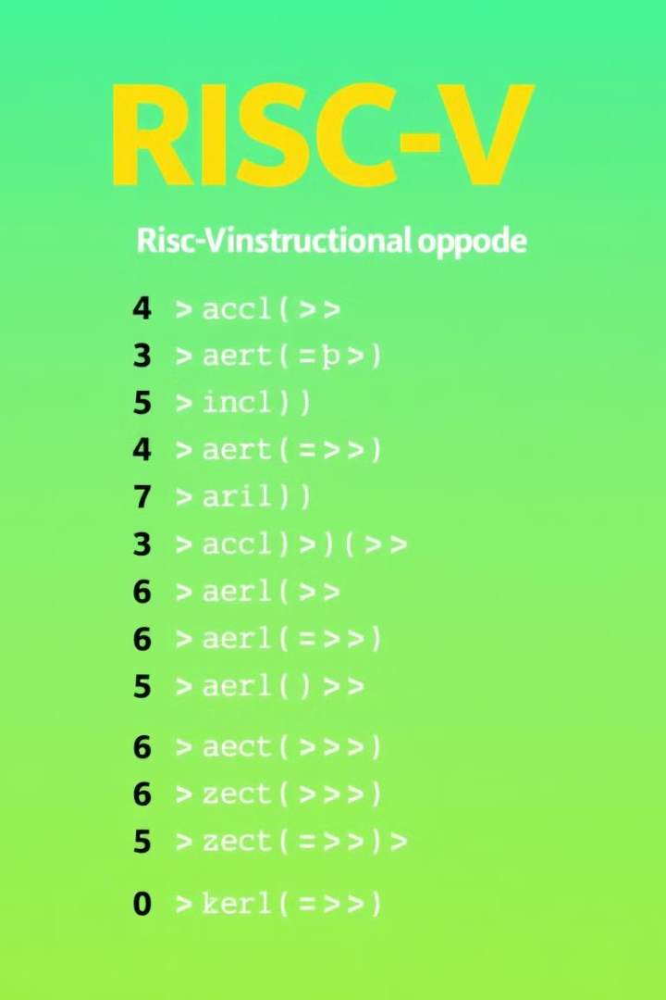 RISC-V
Risc-Vinstructional oppode
4 >accl(>>
3 >aert(=þ>)
5 >incl))
4 >aert(=>>)
7 >aril))
3 >accl)>)(>>
6 >aerl(>>
6 >aerl(=>>)
5 >aerl()>>
6 >aect(>>>)
6 >zect(>>>)
5 >zect(=>>)>
0 >kerl(=>>)